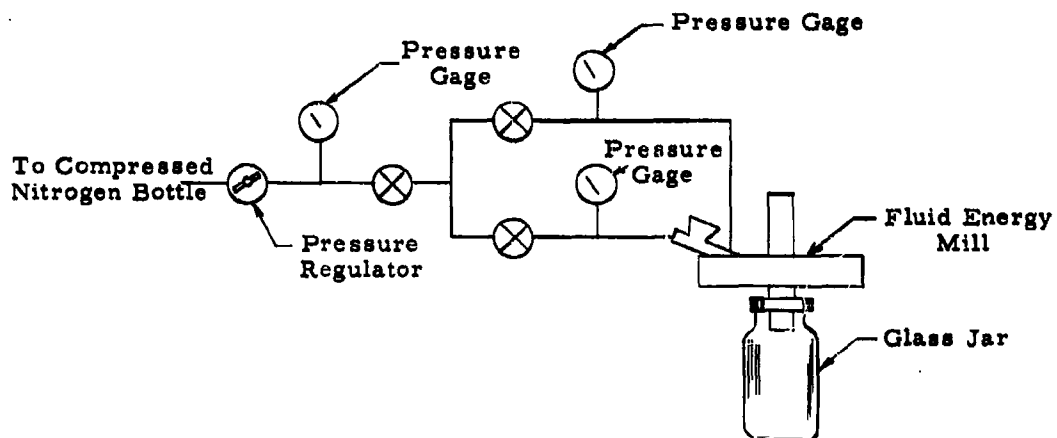 Pressure Gage
Pressure
Gage
Pressure
Gage
To Compressed
Nitrogen Bottle
Fluid Energy
Mill
Pressure
Regulator
Glass Jar